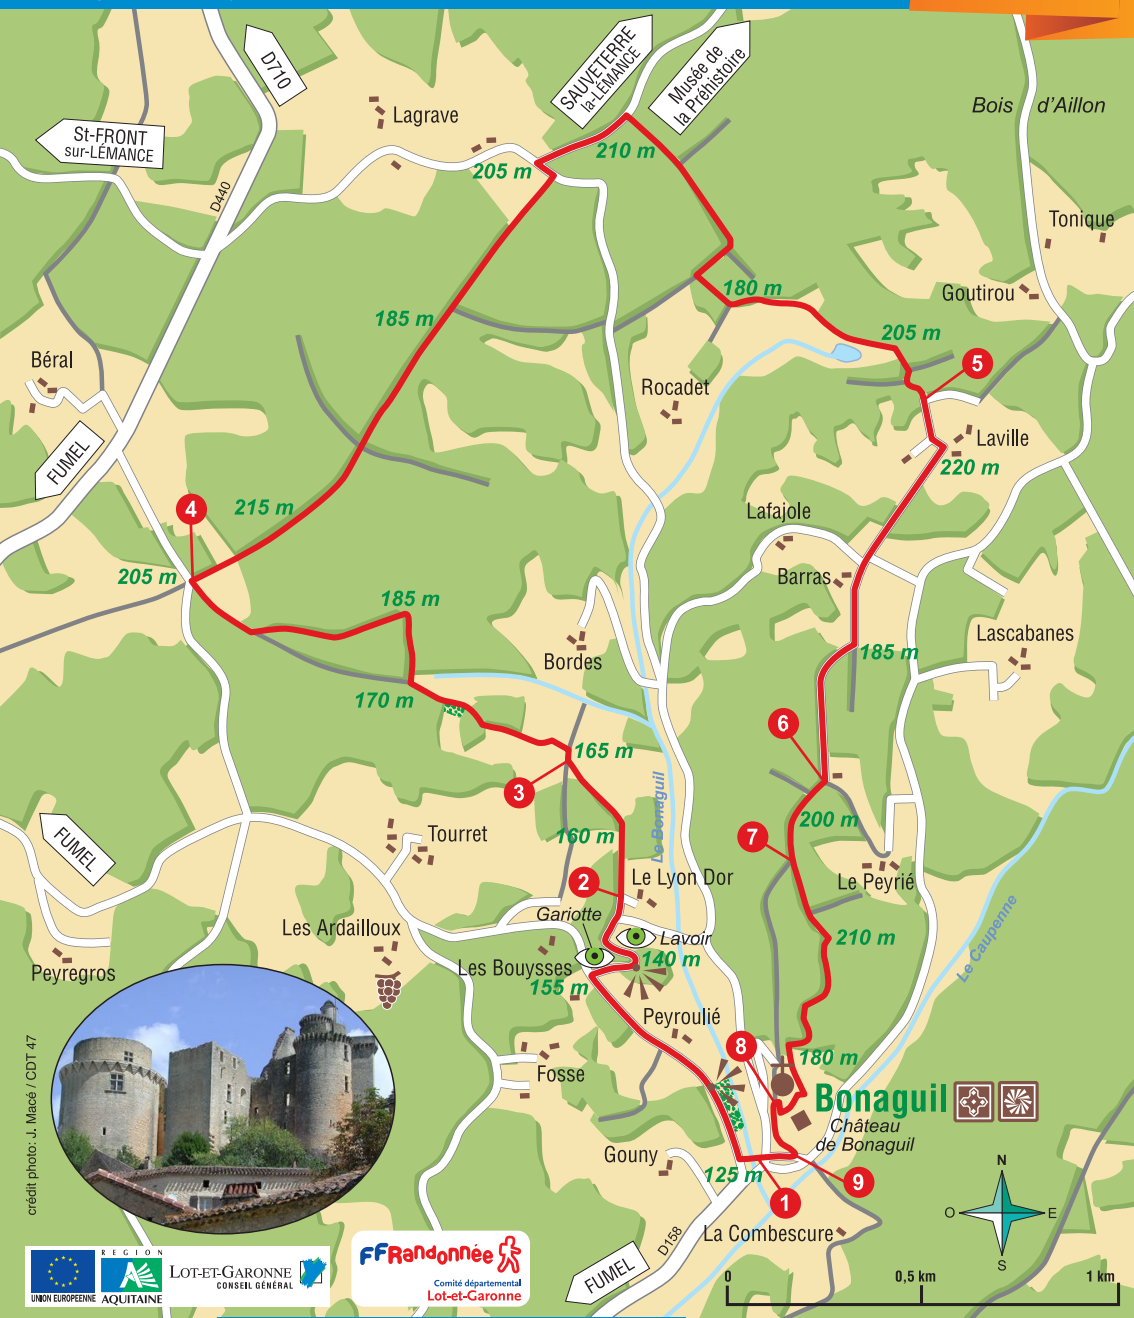 D710
SAUVETERRE
la-LÉMANCE
Musée de
la Préhistoire
Bois d'Aillon
Lagrave
St-FRONT
sur-LÉMANCE
210 m
205 m
D440
Tonique
180 m
Goutirou
185 m
205 m
Béral
5
Rocadet
Laville
FUMEL
220 m
4
215 m
Lafajole
205 m
Barras
185 m
Lascabanes
Bordes
185 m
170 m
6
165 m
3
Le Bonaguil
200 m
FUMEL
Tourret
160 m
7
2
Le Lyon Dor
Le Peyrié
Gariotte
Les Ardailloux
Lavoir
210 m
Le Caupenne
Peyregros
Les Bouysses
140 m
155 m
Peyroulié
8
180 m
Fosse
Bonaguil
Château
de Bonaguil
crédit photo: J. Macé / CDT 47
Gouny
125 m
9
1
N
O
E
S
La Combescure
D158
FUMEL
0
0,5 km
1 km
UNION EUROPEENNE
REGION
AQUITAINE
LOT-ET-GARONNE
CONSEIL GÉNÉRAL
FFRandonnée
Comité départemental
Lot-et-Garonne